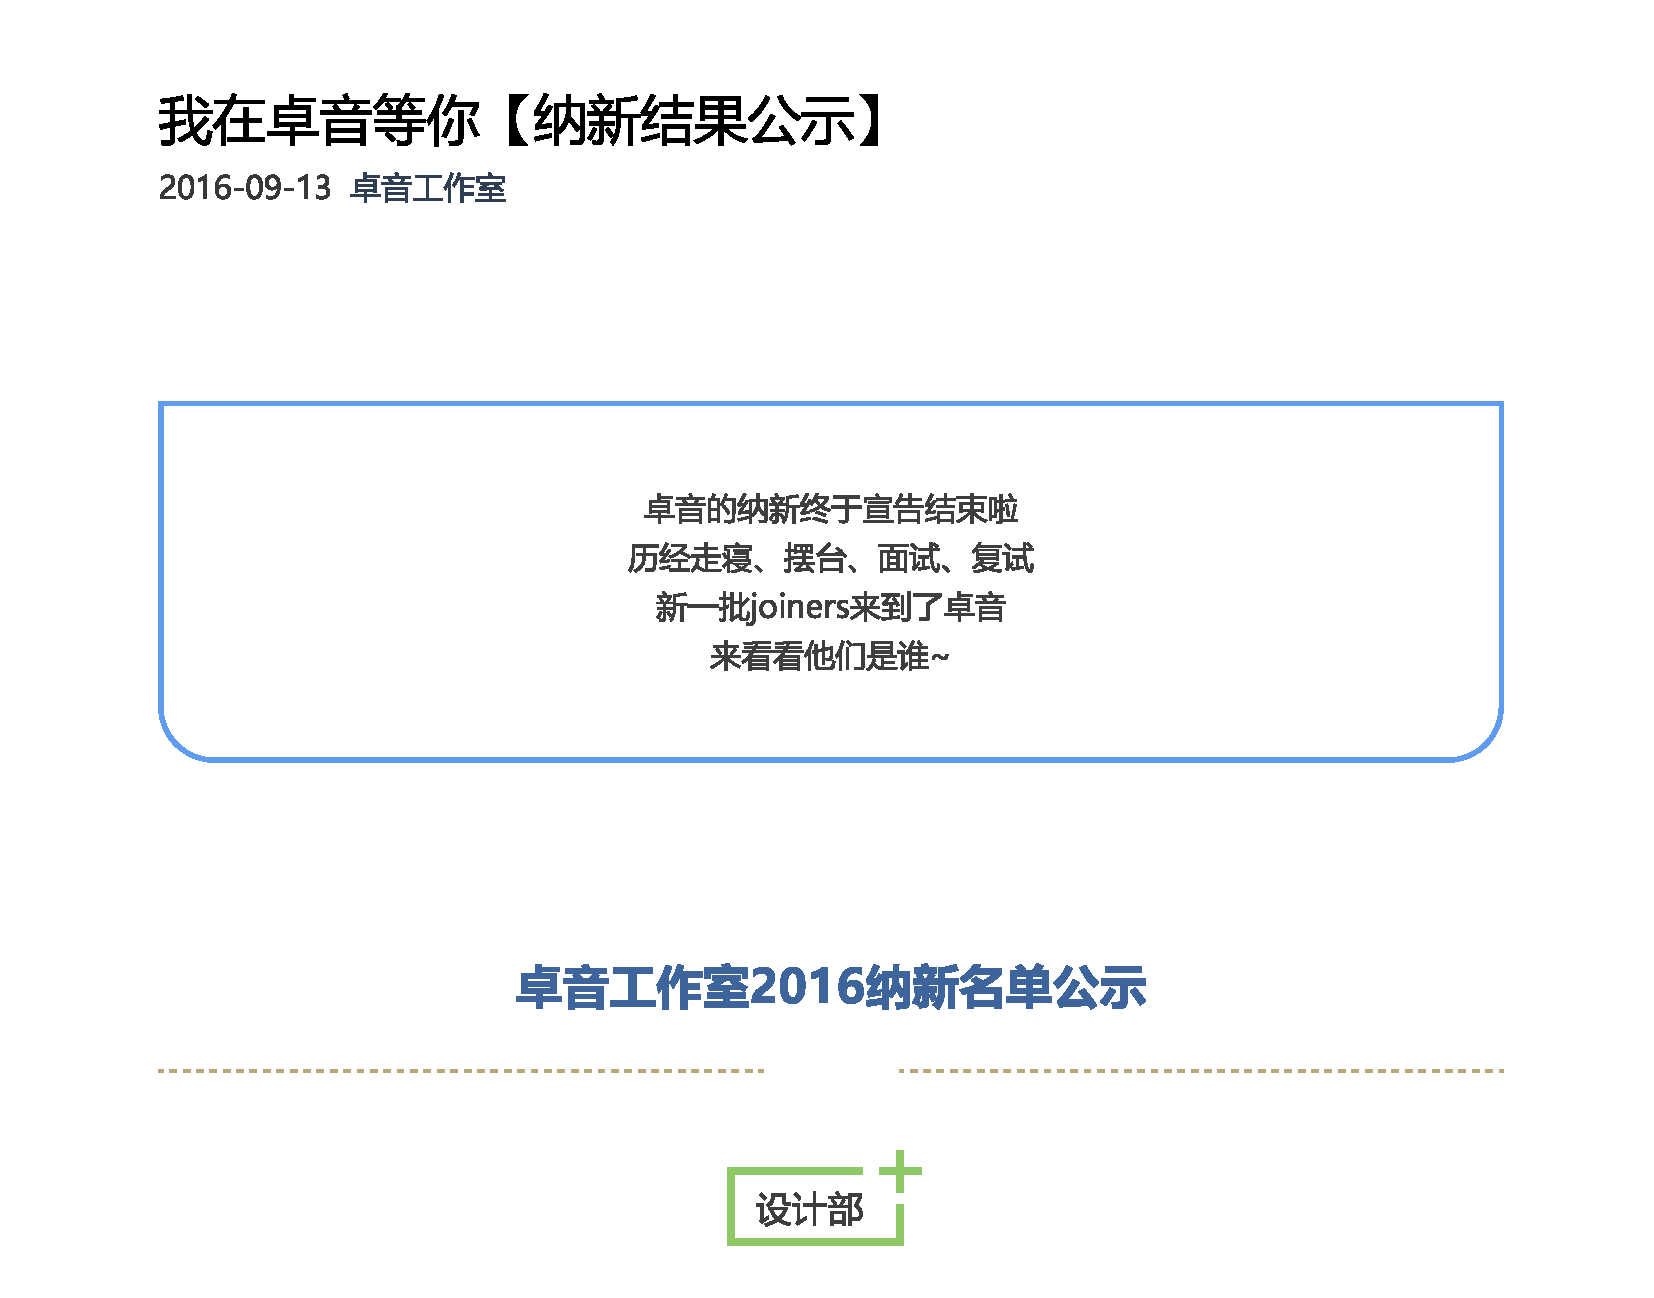 我在卓音等你【纳新结果公示】
2016-09-13 卓音工作室
卓音的纳新终于宣告结束啦
历经走寝、摆台、面试、复试
新一批joiners来到了卓音
来看看他们是谁~
卓音工作室2016纳新名单公示
设计部